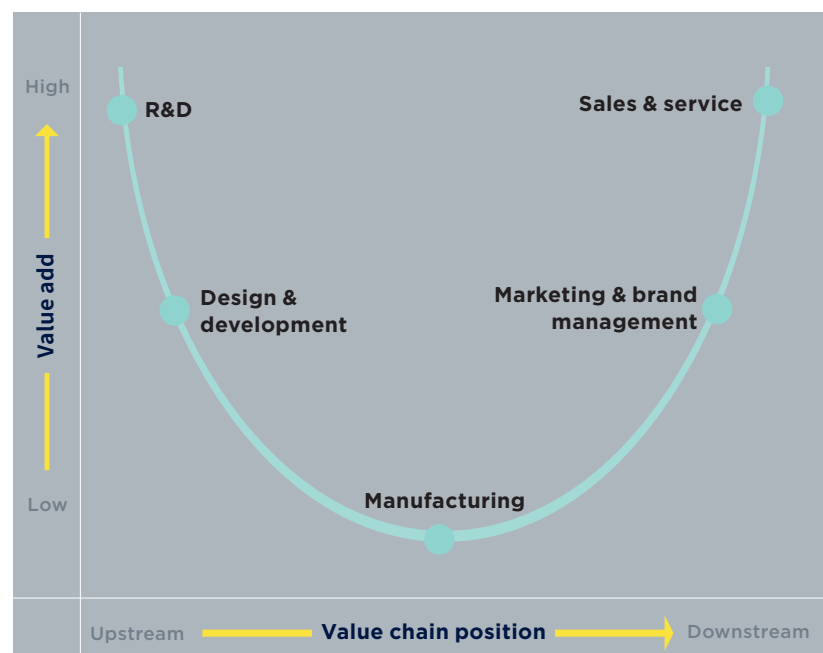 High
R&D
Sales & service
Value add
Design &
development
Marketing & brand
management
Manufacturing
Low
Upstream
Value chain position
Downstream